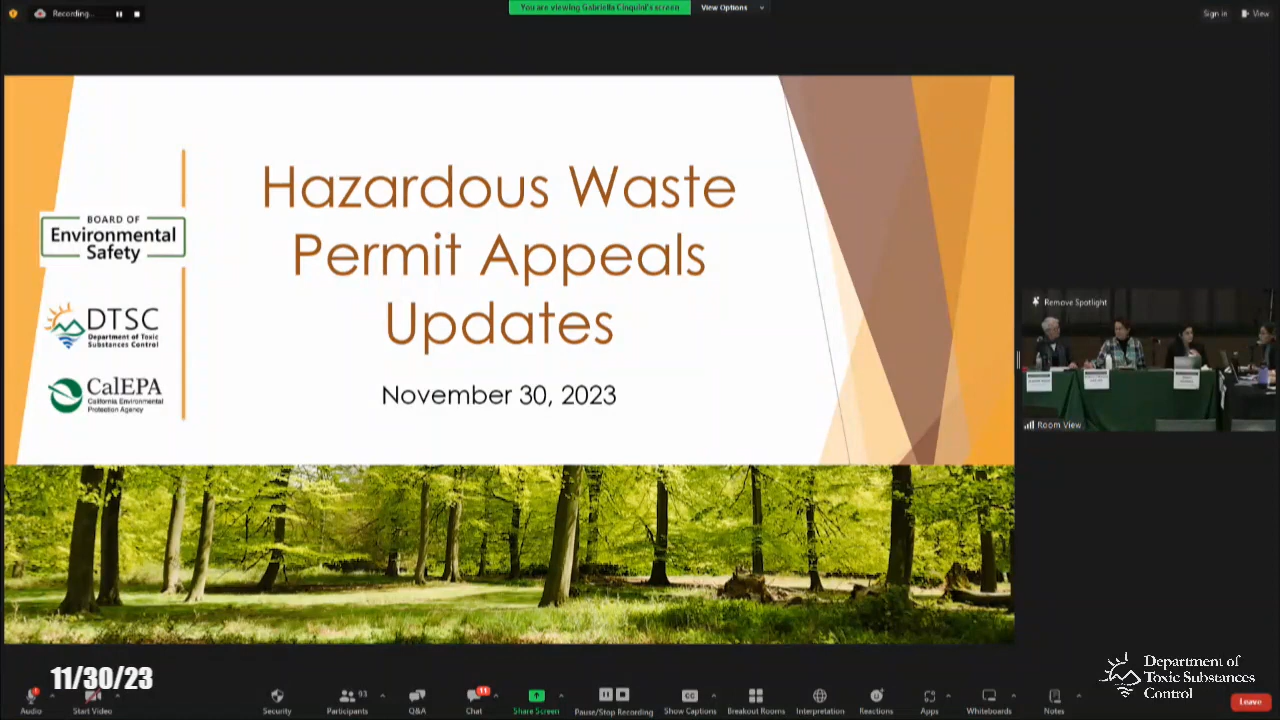 Recording...
You are viewing Gabriella Cinquini's screen
View Options
Sign in
View
Hazardous Waste
Permit Appeals
Updates
November 30, 2023
BOARD OF
Environmental
Safety
DTSC
Department of Toxic
Substances Control
CalEPA
California Environmental
Protection Agency
Remove Spotlight
Room View
11/30/23
Department of
Toxic Substances
Control
93
11
Audio
Start Video
Security
Participants
Q&A
Chat
Share Screen
Pause/Stop Recording
CC
Show Captions
Breakout Rooms
Interpretation
Reactions
Apps
Whiteboards
Notes
Leave